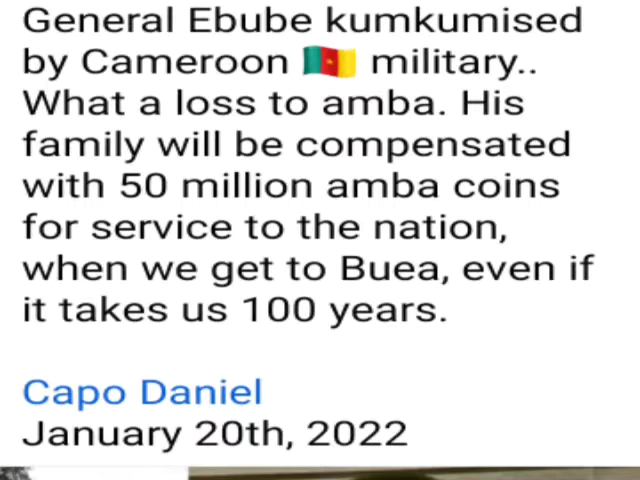 General Ebube kumkumised
by Cameroon 🇨🇲 military..
What a loss to amba. His
family will be compensated
with 50 million amba coins
for service to the nation,
when we get to Buea, even if
it takes us 100 years.
Capo Daniel
January 20th, 2022